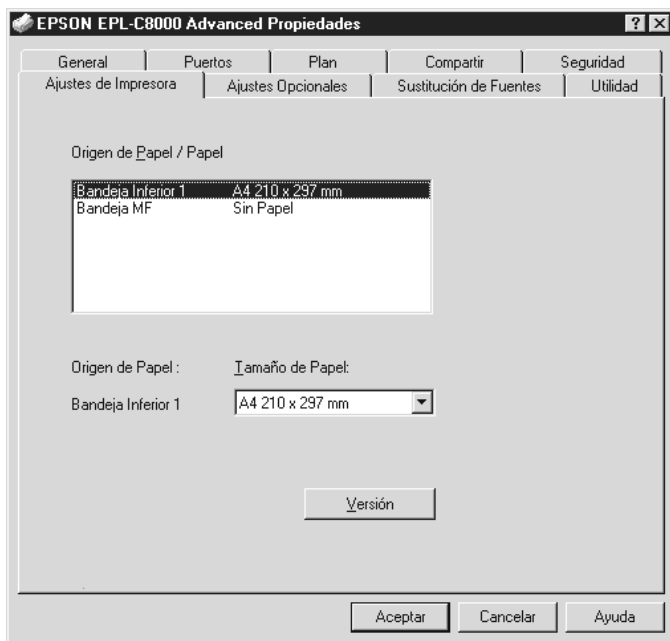 EPSON EPL-C8000 Advanced Propiedades
General Puertos Plan Compartir Seguridad
Ajustes de Impresora Ajustes Opcionales Sustitución de Fuentes Utilidad
Origen de Papel / Papel
Bandeja Inferior 1 A4 210 x 297 mm
Bandeja MF Sin Papel
Origen de Papel : Tamaño de Papel:
Bandeja Inferior 1 A4 210 x 297 mm
Versión
Aceptar Cancelar Ayuda